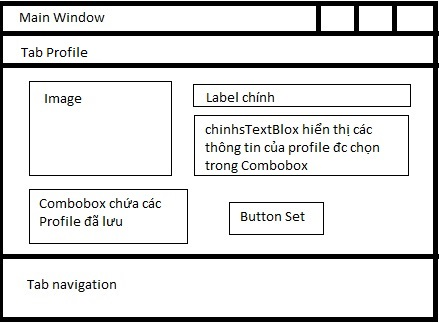 Main Window
Tab Profile
Image
Label chính
chinhsTextBlox hiển thị các
thông tin của profile đc chọn
trong Combobox
Combobox chứa các
Profile đã lưu
Button Set
Tab navigation